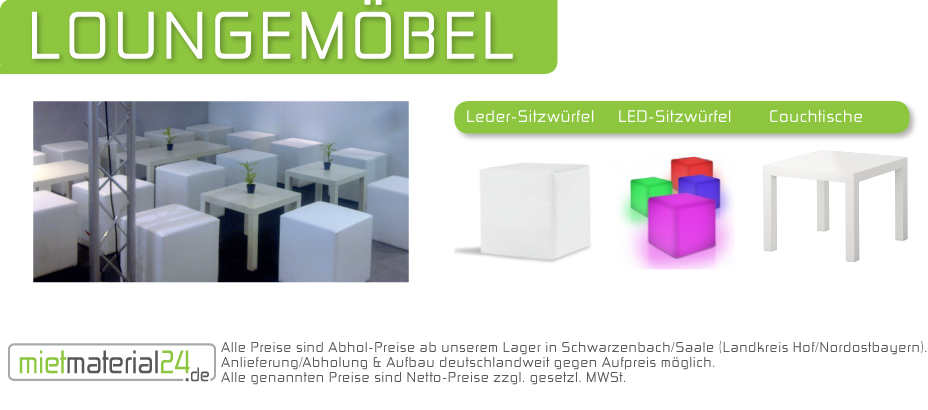 LOUNGEMÖBEL
Leder-Sitzwürfel LED-Sitzwürfel Couchtische
mietmaterial24.de
Alle Preise sind Abhol-Preise ab unserem Lager in Schwarzenbach/Saale (Landkreis Hof/Nordostbayern).
Anlieferung/Abholung & Aufbau deutschlandweit gegen Aufpreis möglich.
Alle genannten Preise sind Netto-Preise zzgl. gesetzl. MWSt.